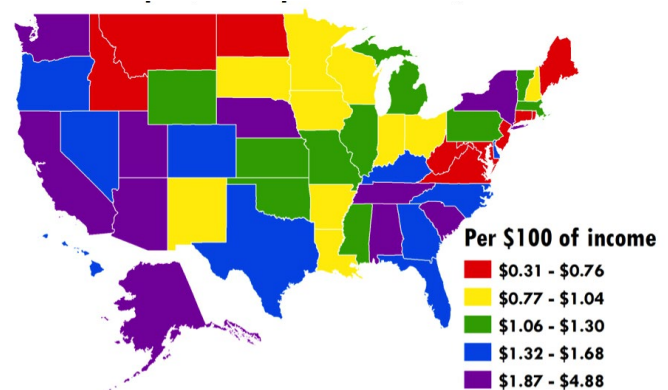 Per $100 of income
$0.31 - $0.76
$0.77 - $1.04
$1.06 - $1.30
$1.32 - $1.68
$1.87 - $4.88